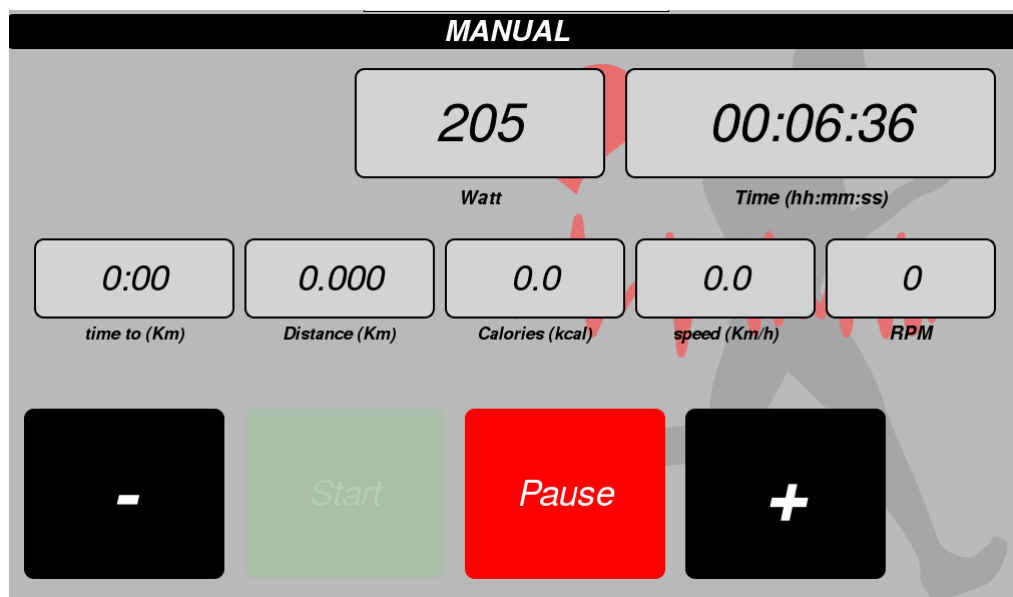 MANUAL
205 00:06:36
Watt Time (hh:mm:ss)
0:00 0.000 0.0 0.0 0
time to (Km) Distance (Km) Calories (kcal) speed (Km/h) RPM
- Start Pause +